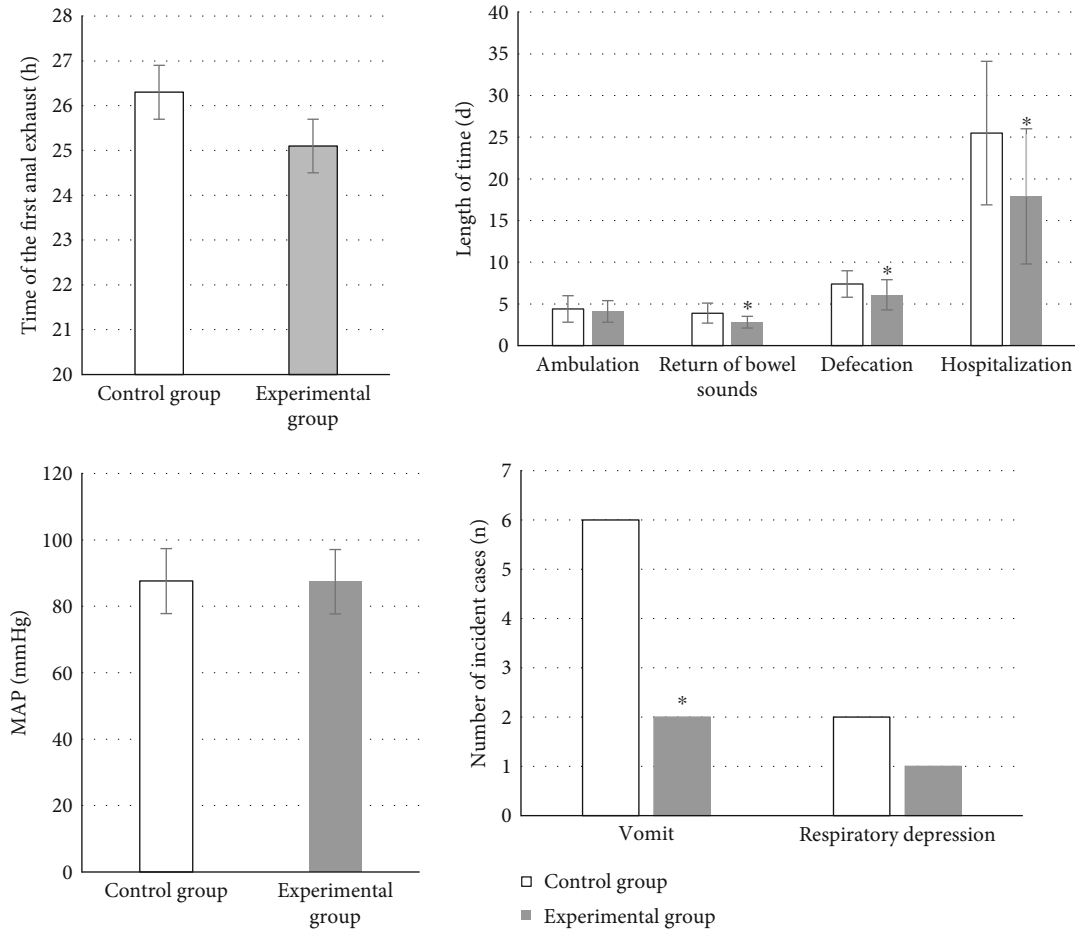 Time of the first anal exhaust (h)
28
27
26
25
24
23
22
21
20
Control group
Experimental
group
Length of time (d)
40
35
30
25
20
15
10
5
0
*
*
*
Ambulation
Return of bowel
sounds
Defecation
Hospitalization
MAP (mmHg)
120
100
80
60
40
20
0
Control group
Experimental
group
Number of incident cases (n)
7
6
5
4
3
2
1
0
*
Vomit
Respiratory depression
Control group
Experimental group